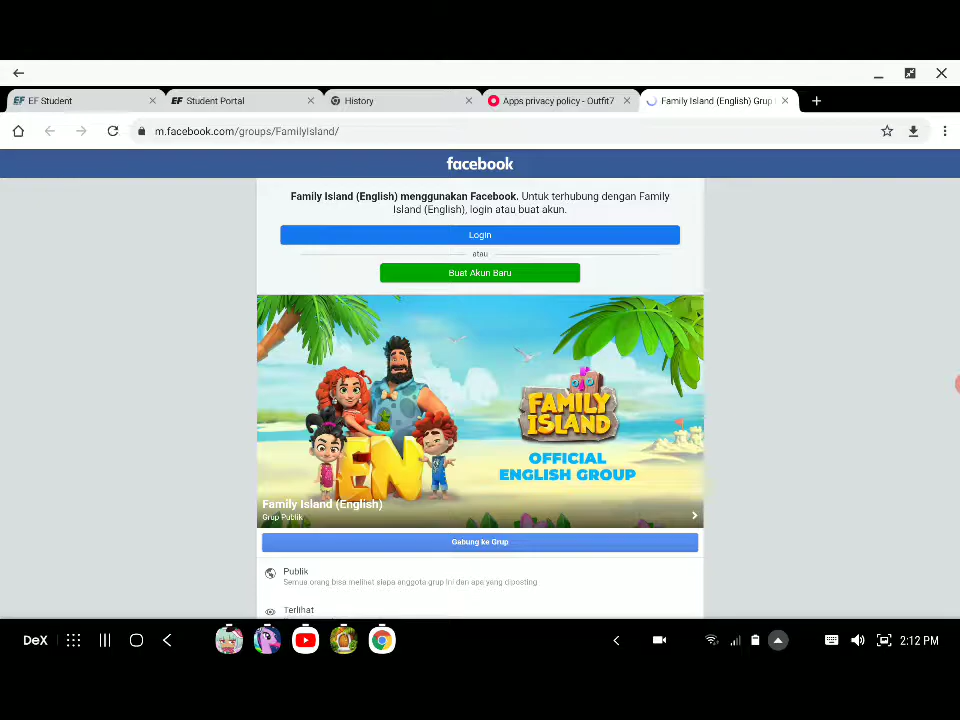 EF EF Student
EF Student Portal
History
Apps privacy policy - Outfit7
Family Island (English) Grup
m.facebook.com/groups/FamilyIsland/
facebook
Family Island (English) menggunakan Facebook. Untuk terhubung dengan Family
Island (English), login atau buat akun.
Login
atau
Buat Akun Baru
FAMILY
ISLAND
OFFICIAL
ENGLISH GROUP
EN
Family Island (English)
Grup Publik
Gabung ke Grup
Publik
Semua orang bisa melihat siapa anggota grup ini dan apa yang diposting
Terlihat
DeX
2:12 PM